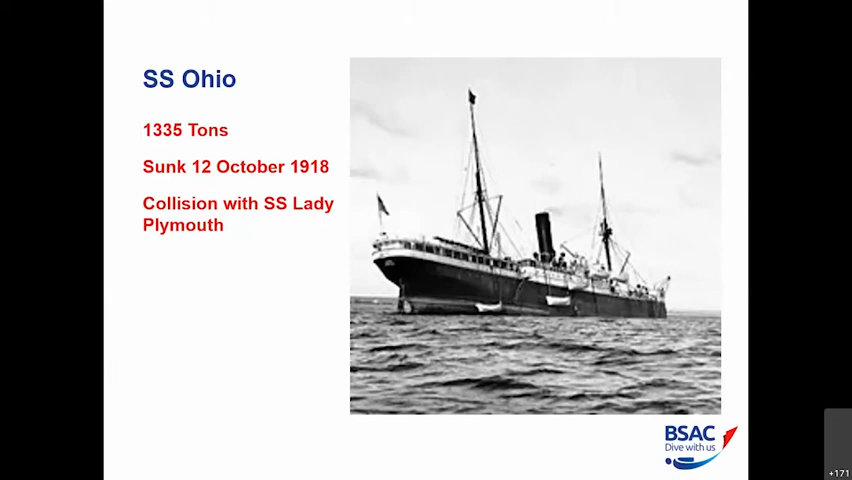 SS Ohio
1335 Tons
Sunk 12 October 1918
Collision with SS Lady
Plymouth
BSAC
Dive with us
+171